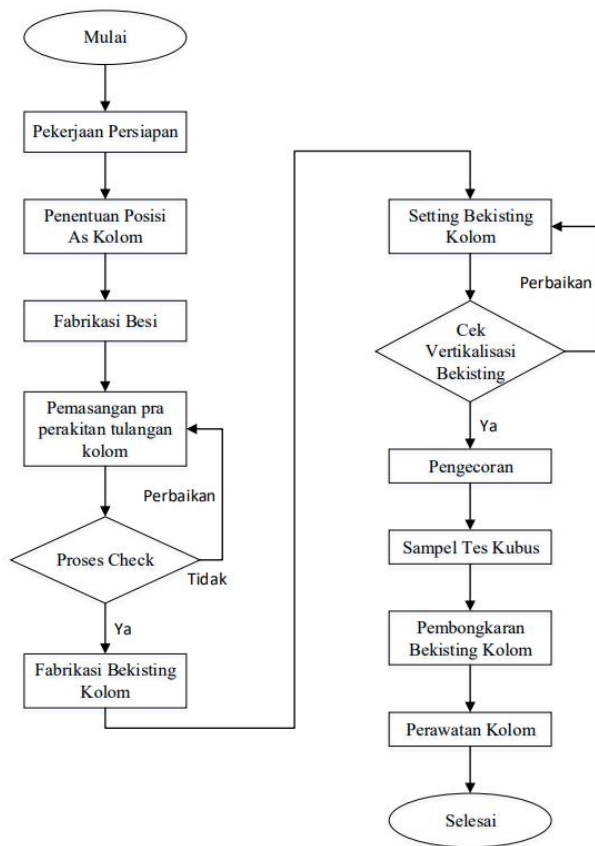 Mulai
Pekerjaan Persiapan
Penentuan Posisi
As Kolom
Fabrikasi Besi
Pemasangan pra
perakitan tulangan
kolom
Perbaikan
Proses Check
Tidak
Ya
Fabrikasi Bekisting
Kolom
Setting Bekisting
Kolom
Perbaikan
Cek
Vertikalisasi
Bekisting
Ya
Pengecoran
Sampel Tes Kubus
Pembongkaran
Bekisting Kolom
Perawatan Kolom
Selesai